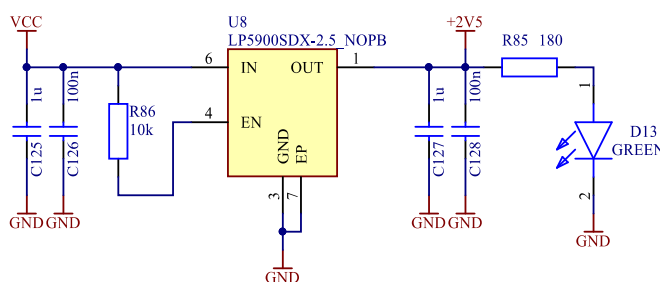 VCC
U8
LP5900SDX-2.5_NOPB
+2V5
R85 180
6
IN
OUT
1
1u
100n
R86
10k
4
EN
GND
EP
3
7
C125
C126
1u
100n
C127
C128
1
D13
GREEN
2
GND
GND
GND
GND
GND
GND